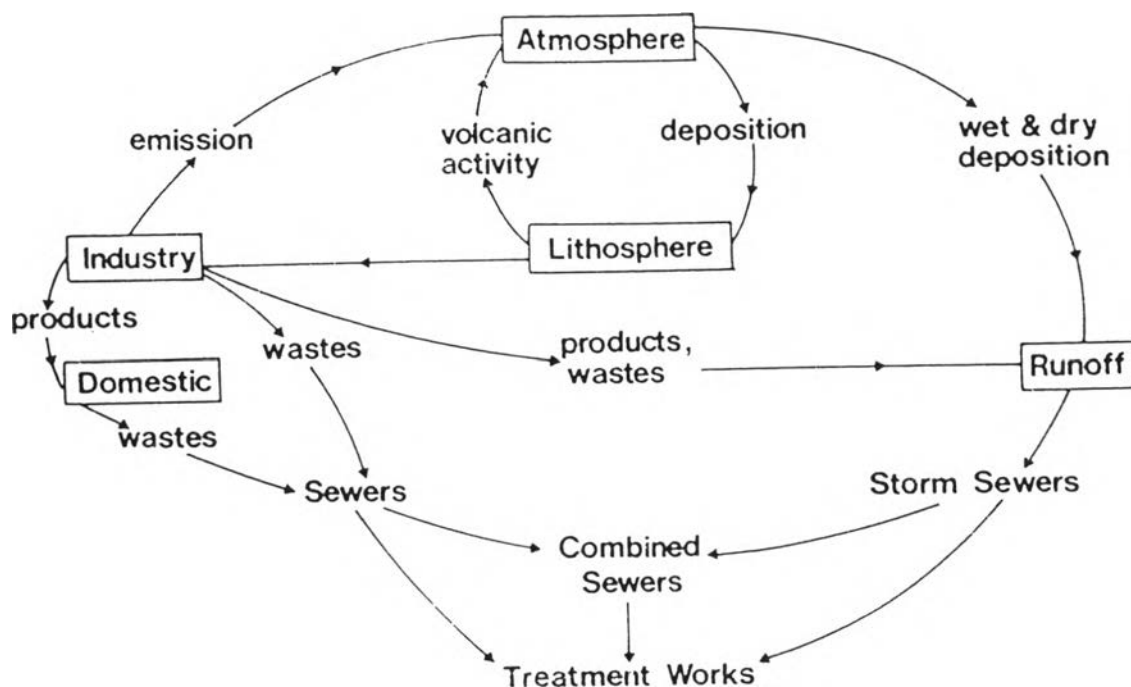 Atmosphere
emission
volcanic
activity
deposition
wet & dry
deposition
Industry
Lithosphere
products
wastes
products,
wastes
Runoff
Domestic
wastes
Sewers
Storm Sewers
Combined
Sewers
Treatment Works